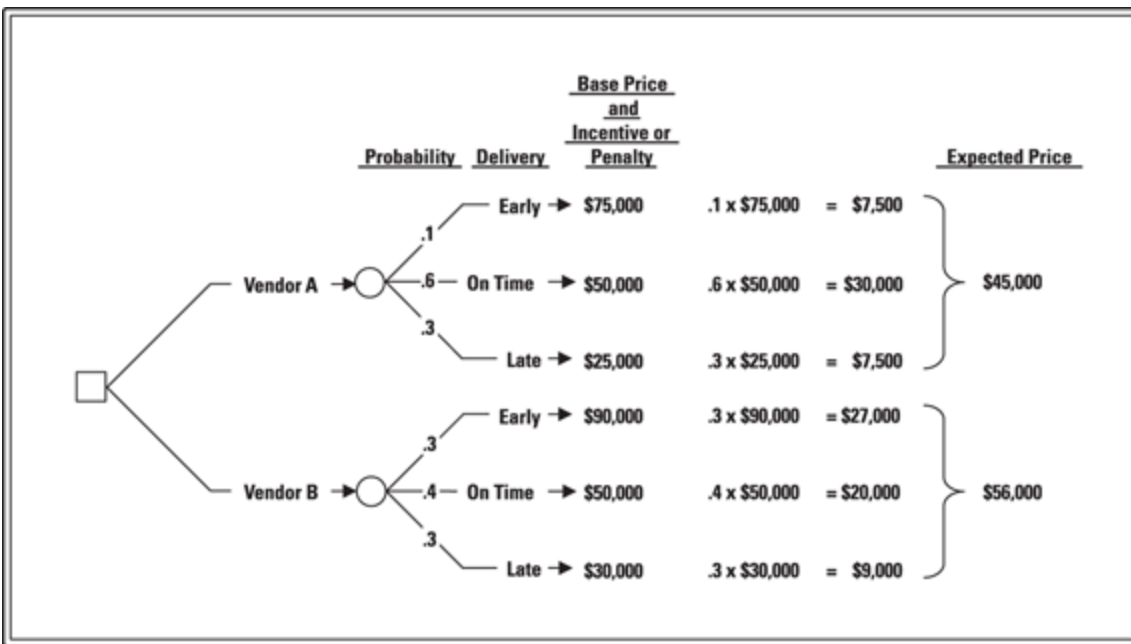 Base Price
and
Incentive or
Probability Delivery Penalty Expected Price
Early $75,000 .1 x $75,000 = $7,500
.1
Vendor A .6 On Time $50,000 .6 x $50,000 = $30,000 $45,000
.3
Late $25,000 .3 x $25,000 = $7,500
Early $90,000 .3 x $90,000 = $27,000
.3
Vendor B .4 On Time $50,000 .4 x $50,000 = $20,000 $56,000
.3
Late $30,000 .3 x $30,000 = $9,000